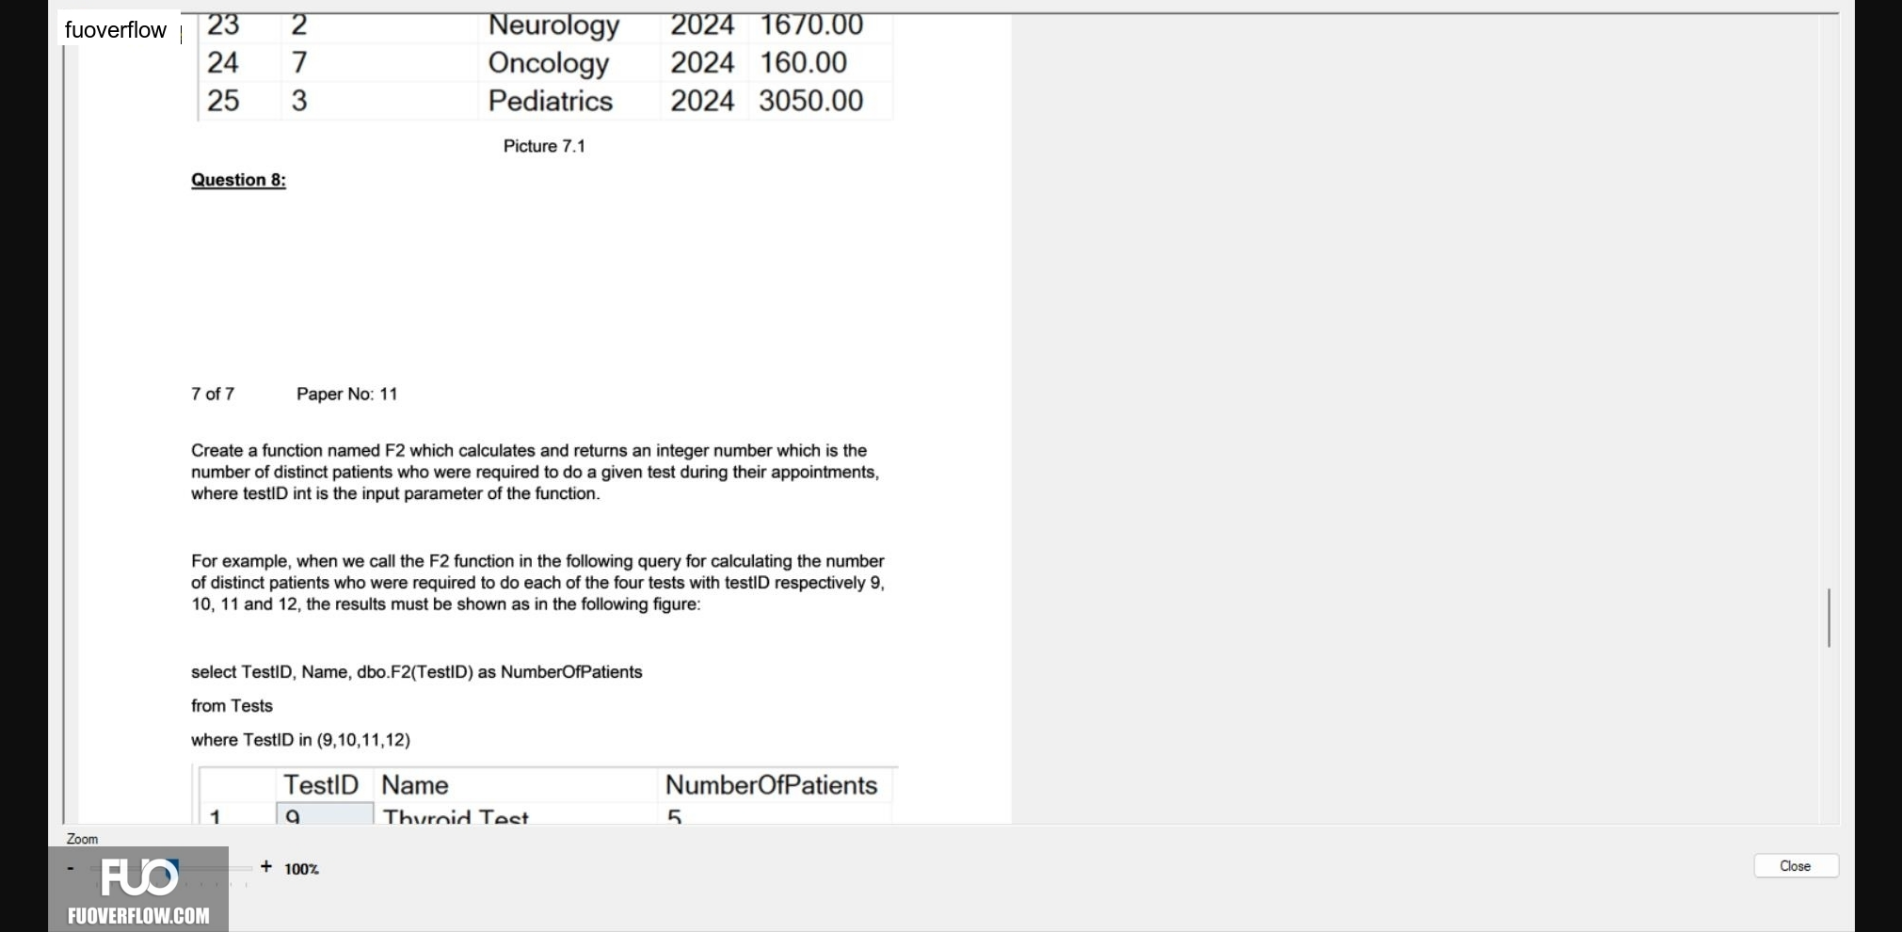 fuoverflow
23 2 Neurology 2024 1670.00
24 7 Oncology 2024 160.00
25 3 Pediatrics 2024 3050.00
Picture 7.1
Question 8:
7 of 7 Paper No: 11
Create a function named F2 which calculates and returns an integer number which is the
number of distinct patients who were required to do a given test during their appointments,
where testID int is the input parameter of the function.
For example, when we call the F2 function in the following query for calculating the number
of distinct patients who were required to do each of the four tests with testID respectively 9,
10, 11 and 12, the results must be shown as in the following figure:
select TestID, Name, dbo.F2(TestID) as NumberOfPatients
from Tests
where TestID in (9,10,11,12)
TestID Name NumberOfPatients
1 9 Thyroid Test 5
Zoom
- + 100%
Close
FUO
FUOVERFLOW.COM